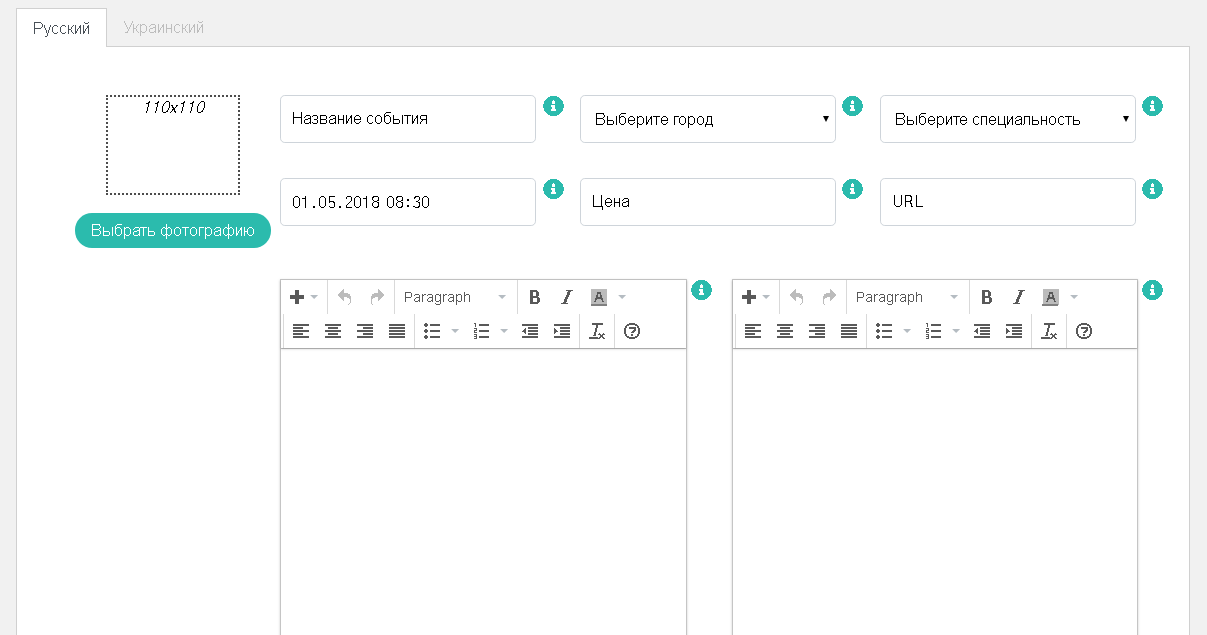 Русский Украинский
110x110
Название события
Выберите город
Выберите специальность
01.05.2018 08:30
Цена
URL
Выбрать фотографию
Paragraph
Paragraph